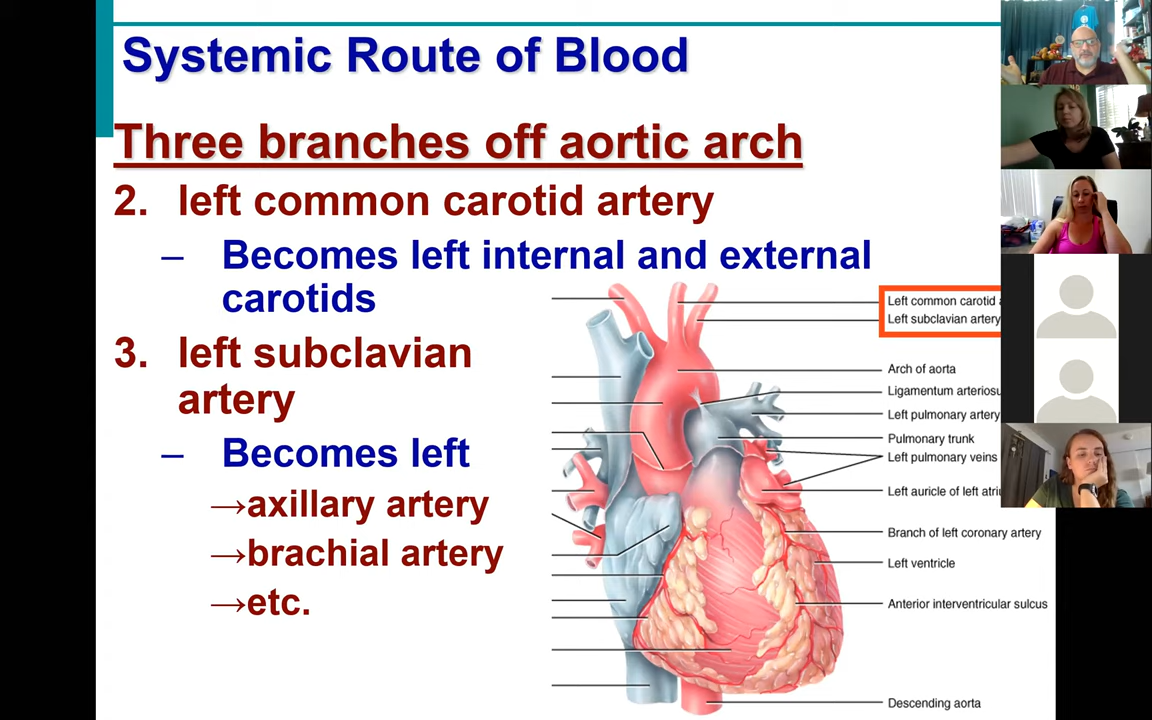 Systemic Route of Blood
Three branches off aortic arch
2. left common carotid artery
– Becomes left internal and external
carotids
3. left subclavian
artery
– Becomes left
→axillary artery
→brachial artery
→etc.
Left common carotid
Left subclavian artery
Arch of aorta
Ligamentum arteriosu
Left pulmonary artery
Pulmonary trunk
Left pulmonary veins
Left auricle of left atri
Branch of left coronary artery
Left ventricle
Anterior interventricular sulcus
Descending aorta